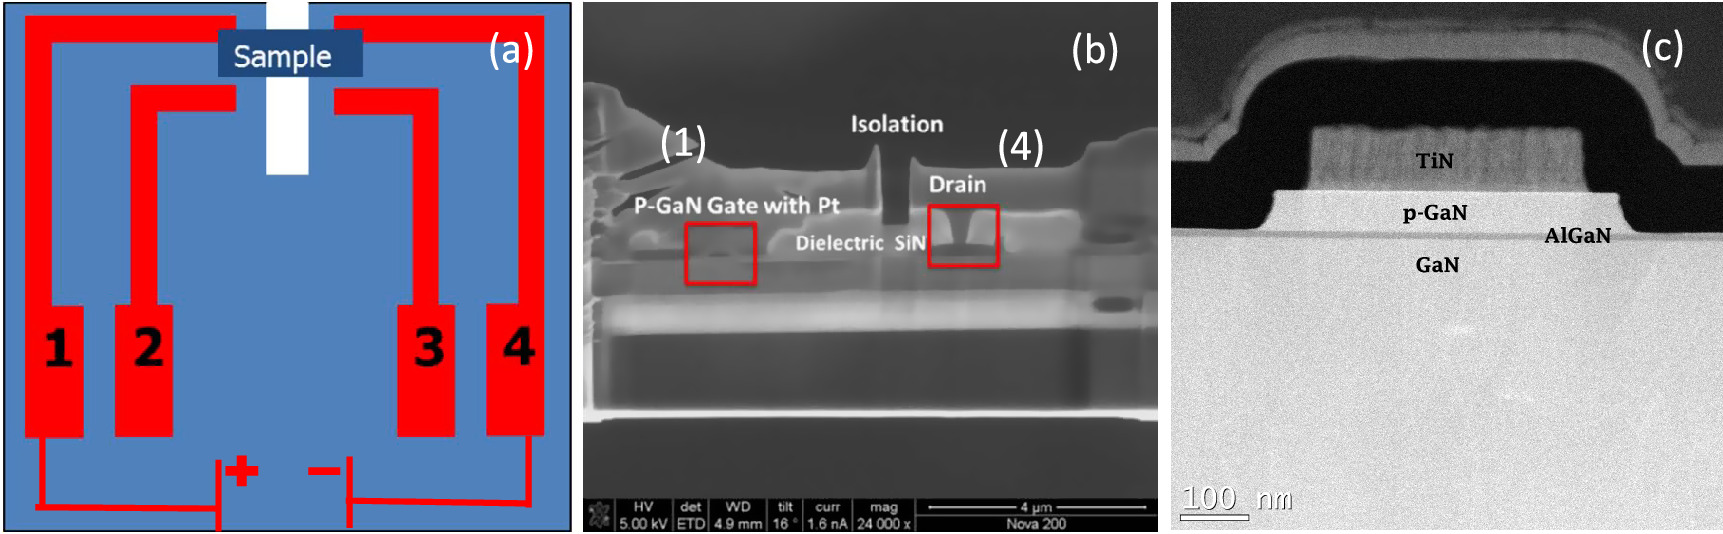 Sample
(a)
1
2
3
4
+
−
(b)
Isolation
(1)
(4)
Drain
P-GaN Gate with Pt
Dielectric SiN
HV det WD tilt curr mag 4 µm
5.00 kV ETD 4.9 mm 16 ° 1.6 nA 24 000 x Nova 200
(c)
TiN
p-GaN
AlGaN
GaN
100 nm